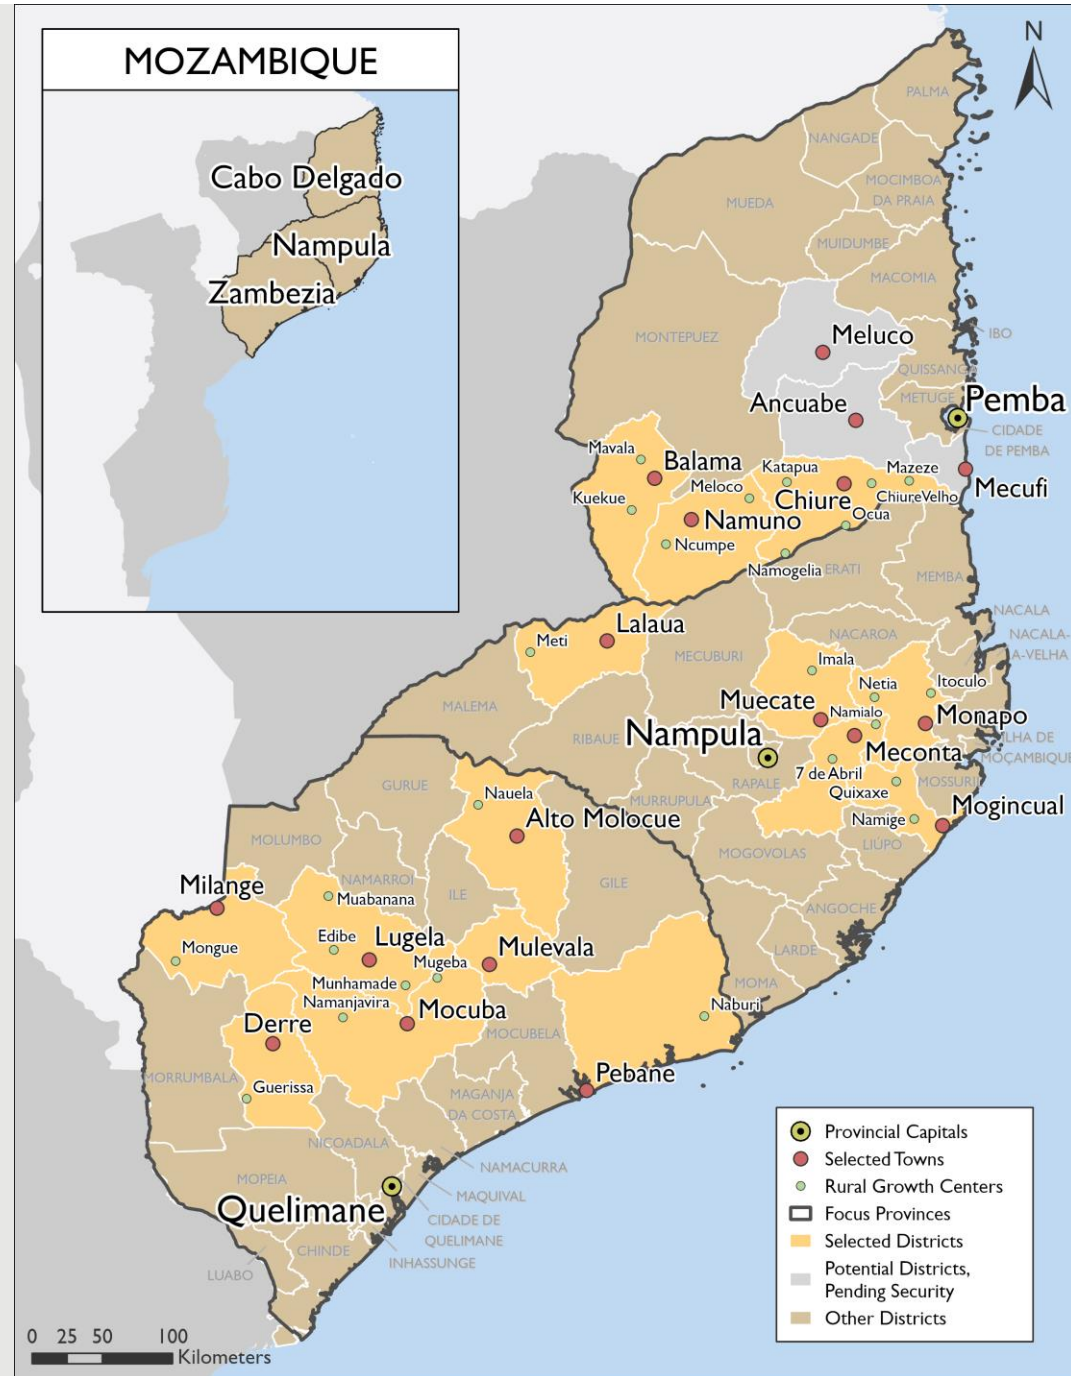 MOZAMBIQUE
Cabo Delgado
Nampula
Zambezia
N
PALMA
NANGADE
MOCIMBOA
DA PRAIA
MUEDA
MUIDUMBE
MACOMIA
MONTEPUEZ
Meluco
IBO
QUISSANGA
METUGE
Ancuabe
Pemba
CIDADE
DE PEMBA
Mavala
Balama
Katapua
Mazeze
Mecufi
Meloco
Chiure
ChiureVelho
Kuekue
Namuno
Ocua
Ncumpe
Namogelia
ERATI
MEMBA
NACALA
Lalaua
Meti
MECUBURI
NACAROA
NACALA-
A-VELHA
Imala
Netia
Itoculo
MALEMA
Muecate
Namialo
Monapo
RIBAUE
Nampula
Meconta
ILHA DE
MOÇAMBIQUE
7 de Abril
RAPALE
Quixaxe
MOSSURIL
GURUE
Nauela
MURRUPULA
Mogincual
Namige
Alto Molocue
MOLUMBO
MOGOVOLAS
LIÚPO
NAMARROI
ILE
GILE
Milange
Muabanana
ANGOCHE
Edibe
Lugela
Mulevala
LARDE
Mongue
Mugeba
Munhamade
MOMA
Namanjavira
Mocuba
Naburi
Derre
MOCUBELA
MORRUMBALA
Guerissa
Pebane
MAGANJA
DA COSTA
NICOADALA
NAMACURRA
MOPEIA
MAQUIVAL
Quelimane
CIDADE DE
QUELIMANE
CHINDE
INHASSUNGE
LUABO
Provincial Capitals
Selected Towns
Rural Growth Centers
Focus Provinces
Selected Districts
Potential Districts,
Pending Security
Other Districts
0 25 50 100
Kilometers